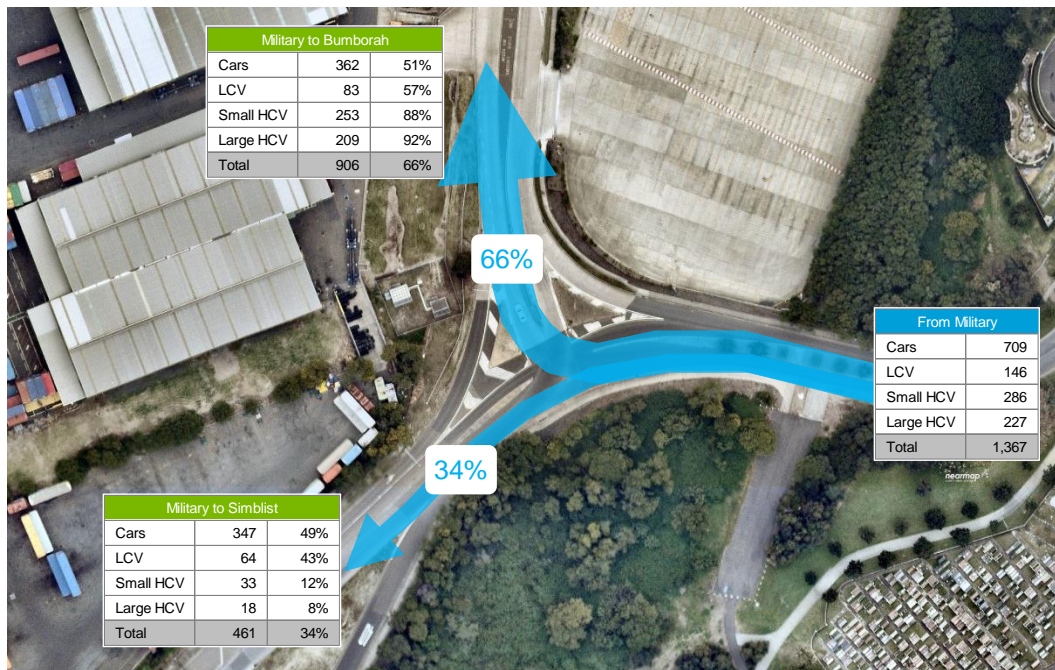 Military to Bumborah
Cars 362 51%
LCV 83 57%
Small HCV 253 88%
Large HCV 209 92%
Total 906 66%
66%
From Military
Cars 709
LCV 146
Small HCV 286
Large HCV 227
Total 1,367
nearmap
34%
Military to Simblist
Cars 347 49%
LCV 64 43%
Small HCV 33 12%
Large HCV 18 8%
Total 461 34%